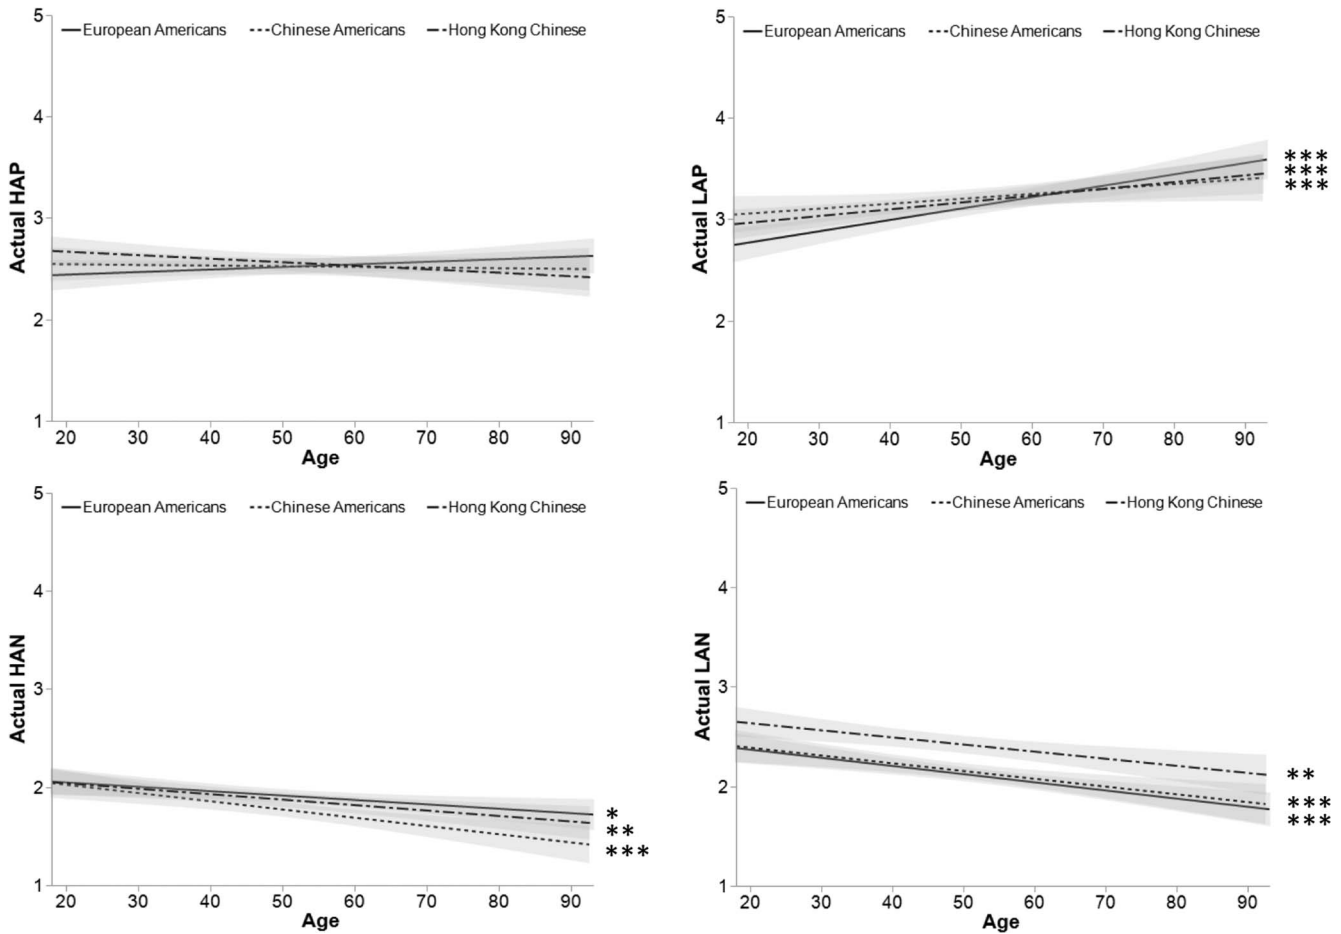 5
European Americans Chinese Americans Hong Kong Chinese
4
3
2
1
Actual HAP
20 30 40 50 60 70 80 90
Age
5
European Americans Chinese Americans Hong Kong Chinese
4
3
2
1
Actual LAP
***
***
***
20 30 40 50 60 70 80 90
Age
5
European Americans Chinese Americans Hong Kong Chinese
4
3
2
1
Actual HAN
*
**
***
20 30 40 50 60 70 80 90
Age
5
European Americans Chinese Americans Hong Kong Chinese
4
3
2
1
Actual LAN
**
***
***
20 30 40 50 60 70 80 90
Age